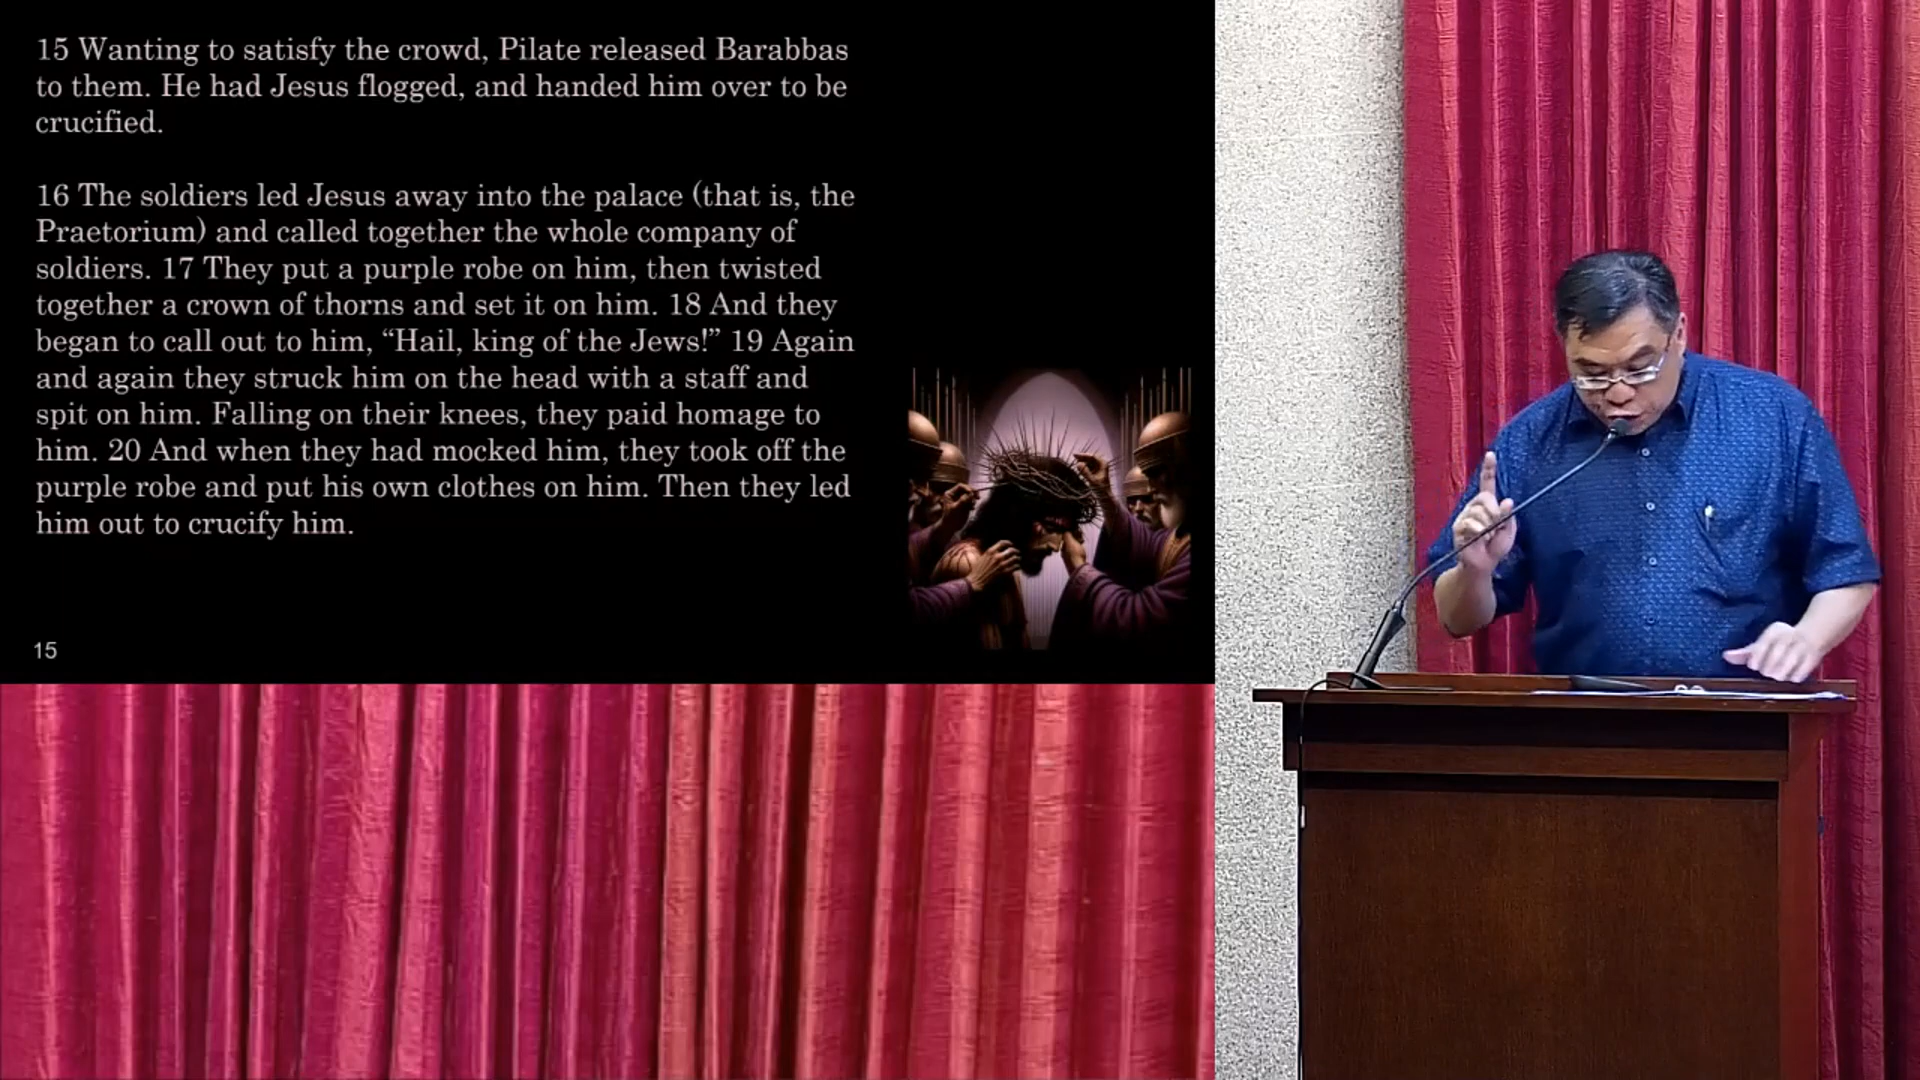 15 Wanting to satisfy the crowd, Pilate released Barabbas
to them. He had Jesus flogged, and handed him over to be
crucified.
16 The soldiers led Jesus away into the palace (that is, the
Praetorium) and called together the whole company of
soldiers. 17 They put a purple robe on him, then twisted
together a crown of thorns and set it on him. 18 And they
began to call out to him, “Hail, king of the Jews!” 19 Again
and again they struck him on the head with a staff and
spit on him. Falling on their knees, they paid homage to
him. 20 And when they had mocked him, they took off the
purple robe and put his own clothes on him. Then they led
him out to crucify him.
15